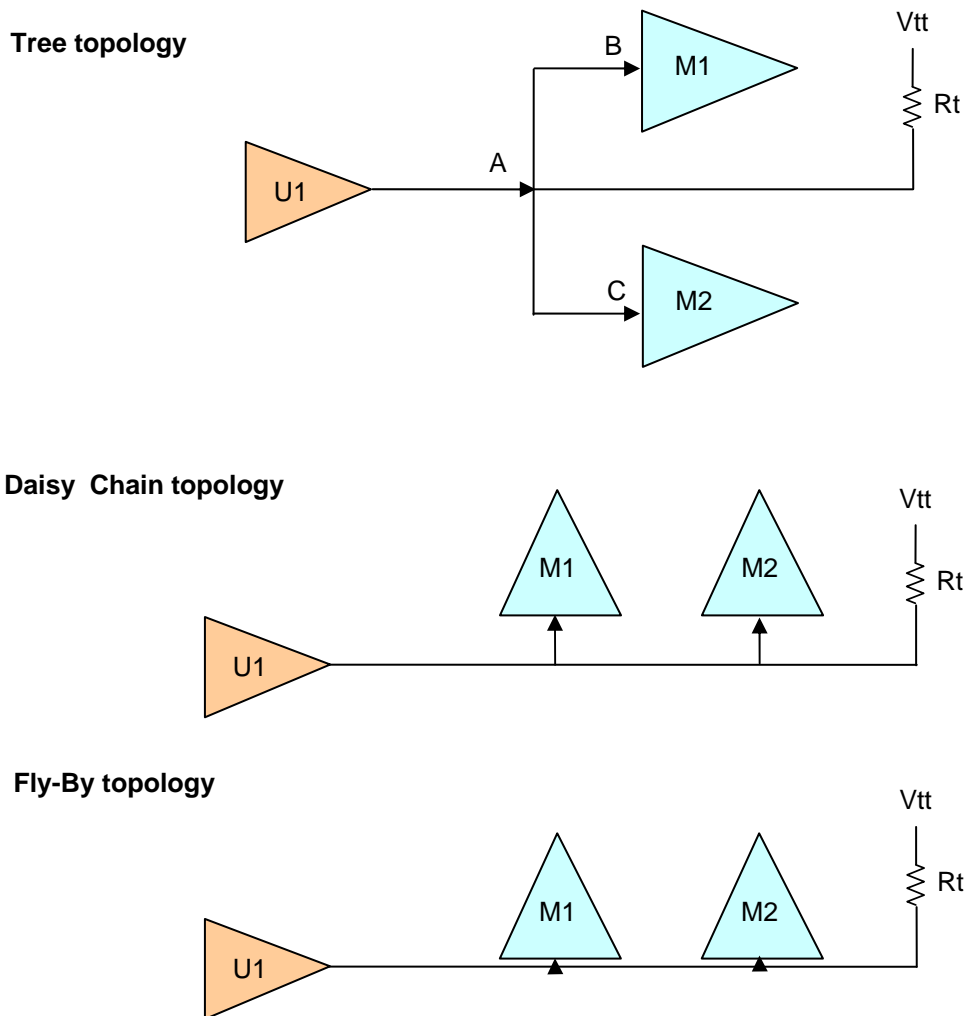 Tree topology
Vtt
B
M1
Rt
A
U1
C
M2
Daisy  Chain topology
Vtt
M1
M2
Rt
U1
Fly-By topology
Vtt
M1
M2
Rt
U1